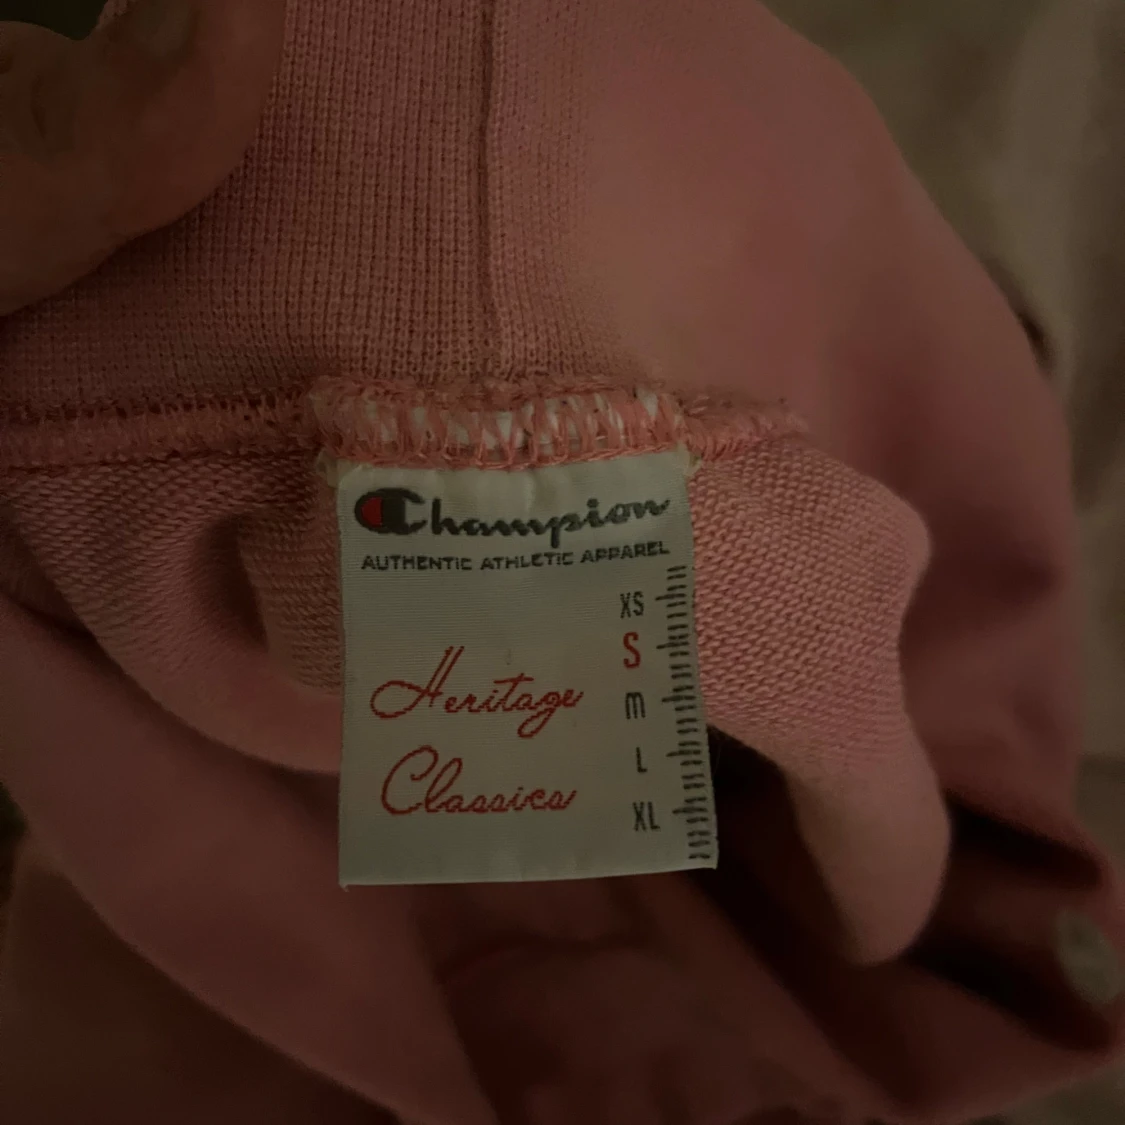 Champion
AUTHENTIC ATHLETIC APPAREL
XS
S
Heritage
M
L
Classics
XL